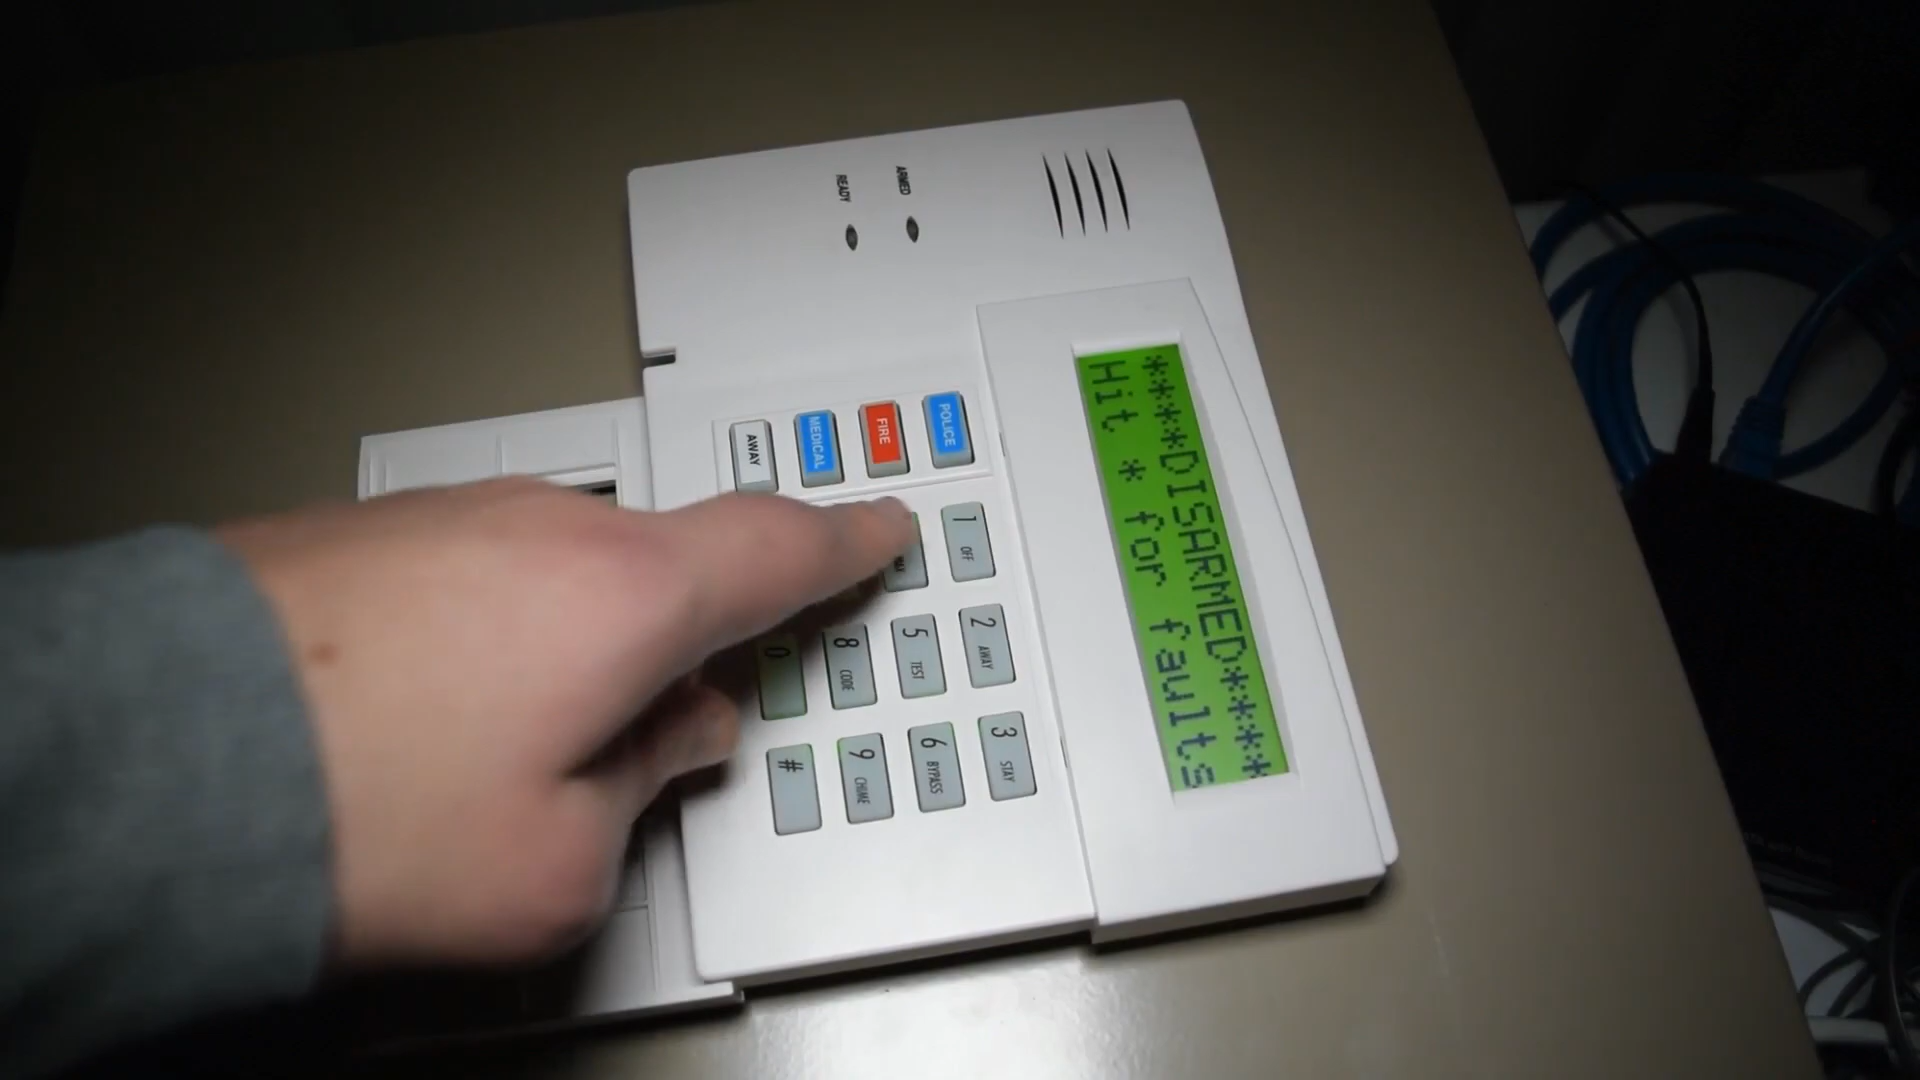 ****DISARMED****
Hit * for faults
ARMED
READY
POLICE
FIRE
MEDICAL
AWAY
1 OFF
2 AWAY
3 STAY
MAX
5 TEST
6 BYPASS
8 CODE
9 CHIME
0
#